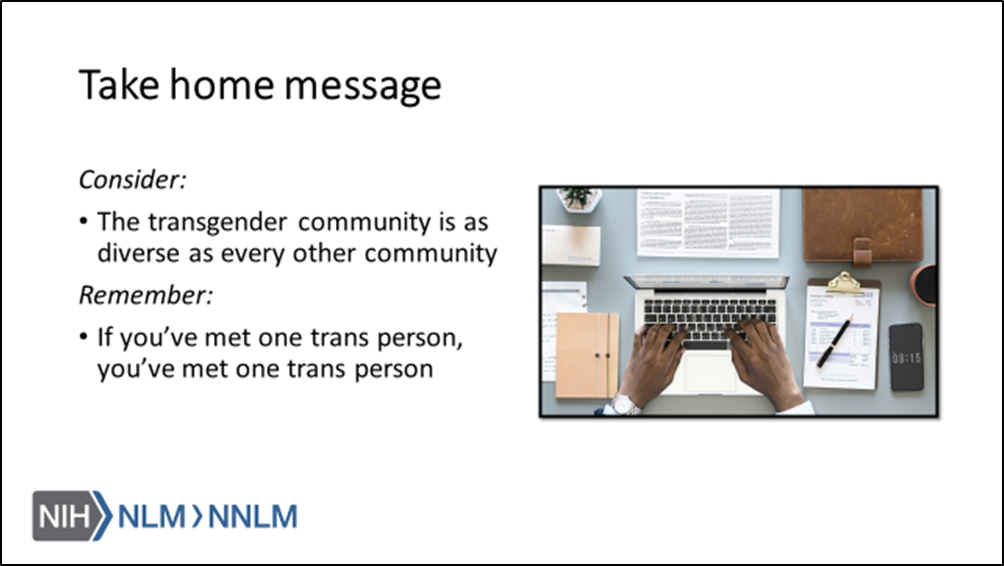 Take home message
Consider:
• The transgender community is as
diverse as every other community
Remember:
• If you’ve met one trans person,
you’ve met one trans person
08:15
NIH NLM NNLM